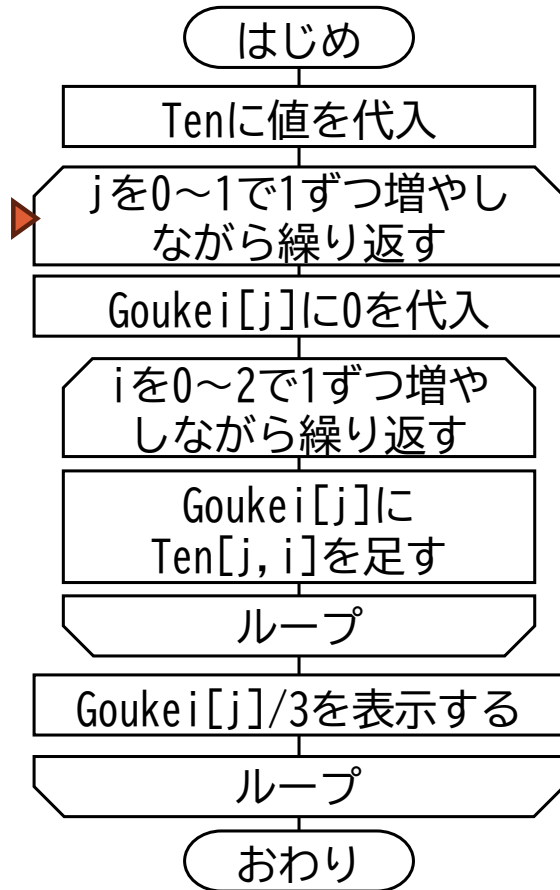 はじめ
Tenに値を代入
jを0～1で1ずつ増やし
ながら繰り返す
Goukei[j]に0を代入
iを0～2で1ずつ増や
しながら繰り返す
Goukei[j]に
Ten[j,i]を足す
ループ
Goukei[j]/3を表示する
ループ
おわり